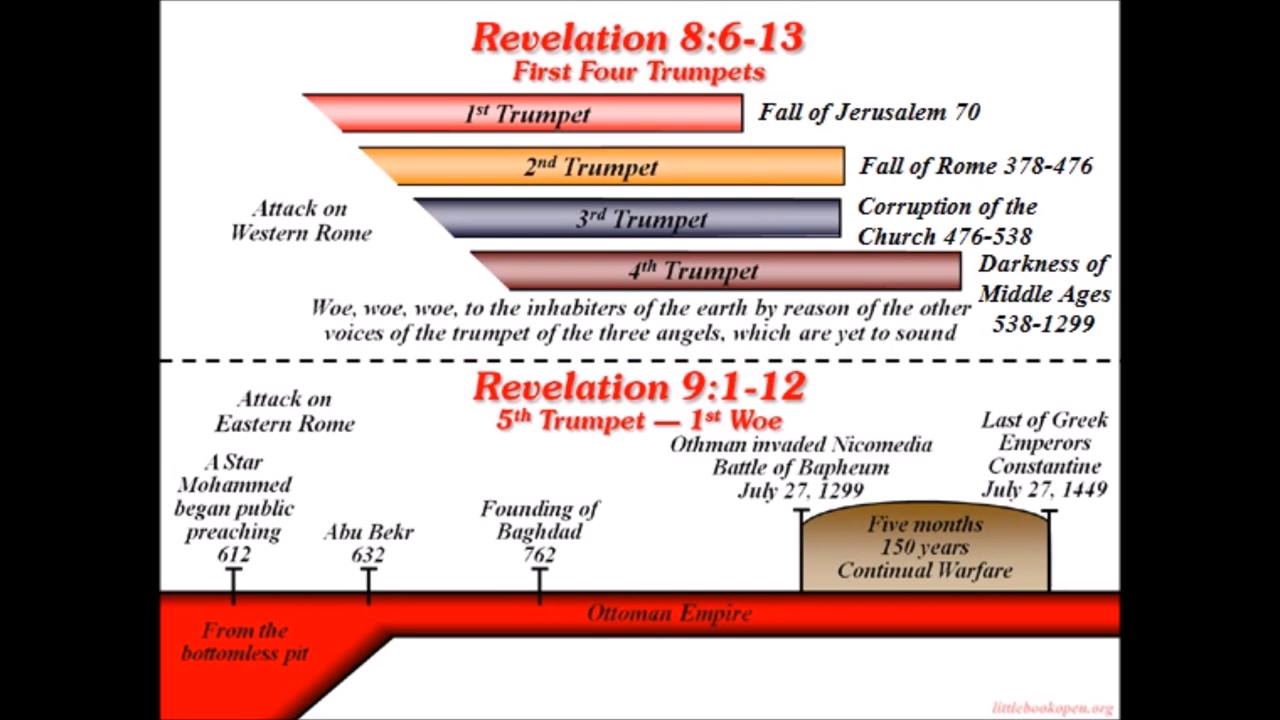 Revelation 8:6-13
First Four Trumpets
1st Trumpet
Fall of Jerusalem 70
2nd Trumpet
Fall of Rome 378-476
Attack on
Western Rome
3rd Trumpet
Corruption of the
Church 476-538
4th Trumpet
Darkness of
Middle Ages
538-1299
Woe, woe, woe, to the inhabiters of the earth by reason of the other
voices of the trumpet of the three angels, which are yet to sound
Revelation 9:1-12
5th Trumpet — 1st Woe
Attack on
Eastern Rome
A Star
Mohammed
began public
preaching
612
Abu Bekr
632
Founding of
Baghdad
762
Othman invaded Nicomedia
Battle of Bapheum
July 27, 1299
Last of Greek
Emperors
Constantine
July 27, 1449
Five months
150 years
Continual Warfare
Ottoman Empire
From the
bottomless pit
littlebookopen.org